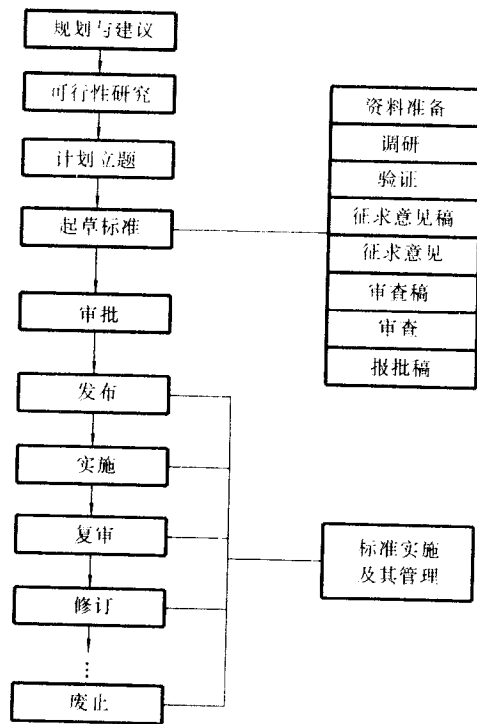 规划与建议
可行性研究
计划立题
起草标准
审批
发布
实施
复审
修订
⋮
废止
资料准备
调研
验证
征求意见稿
征求意见
审查稿
审查
报批稿
标准实施
及其管理